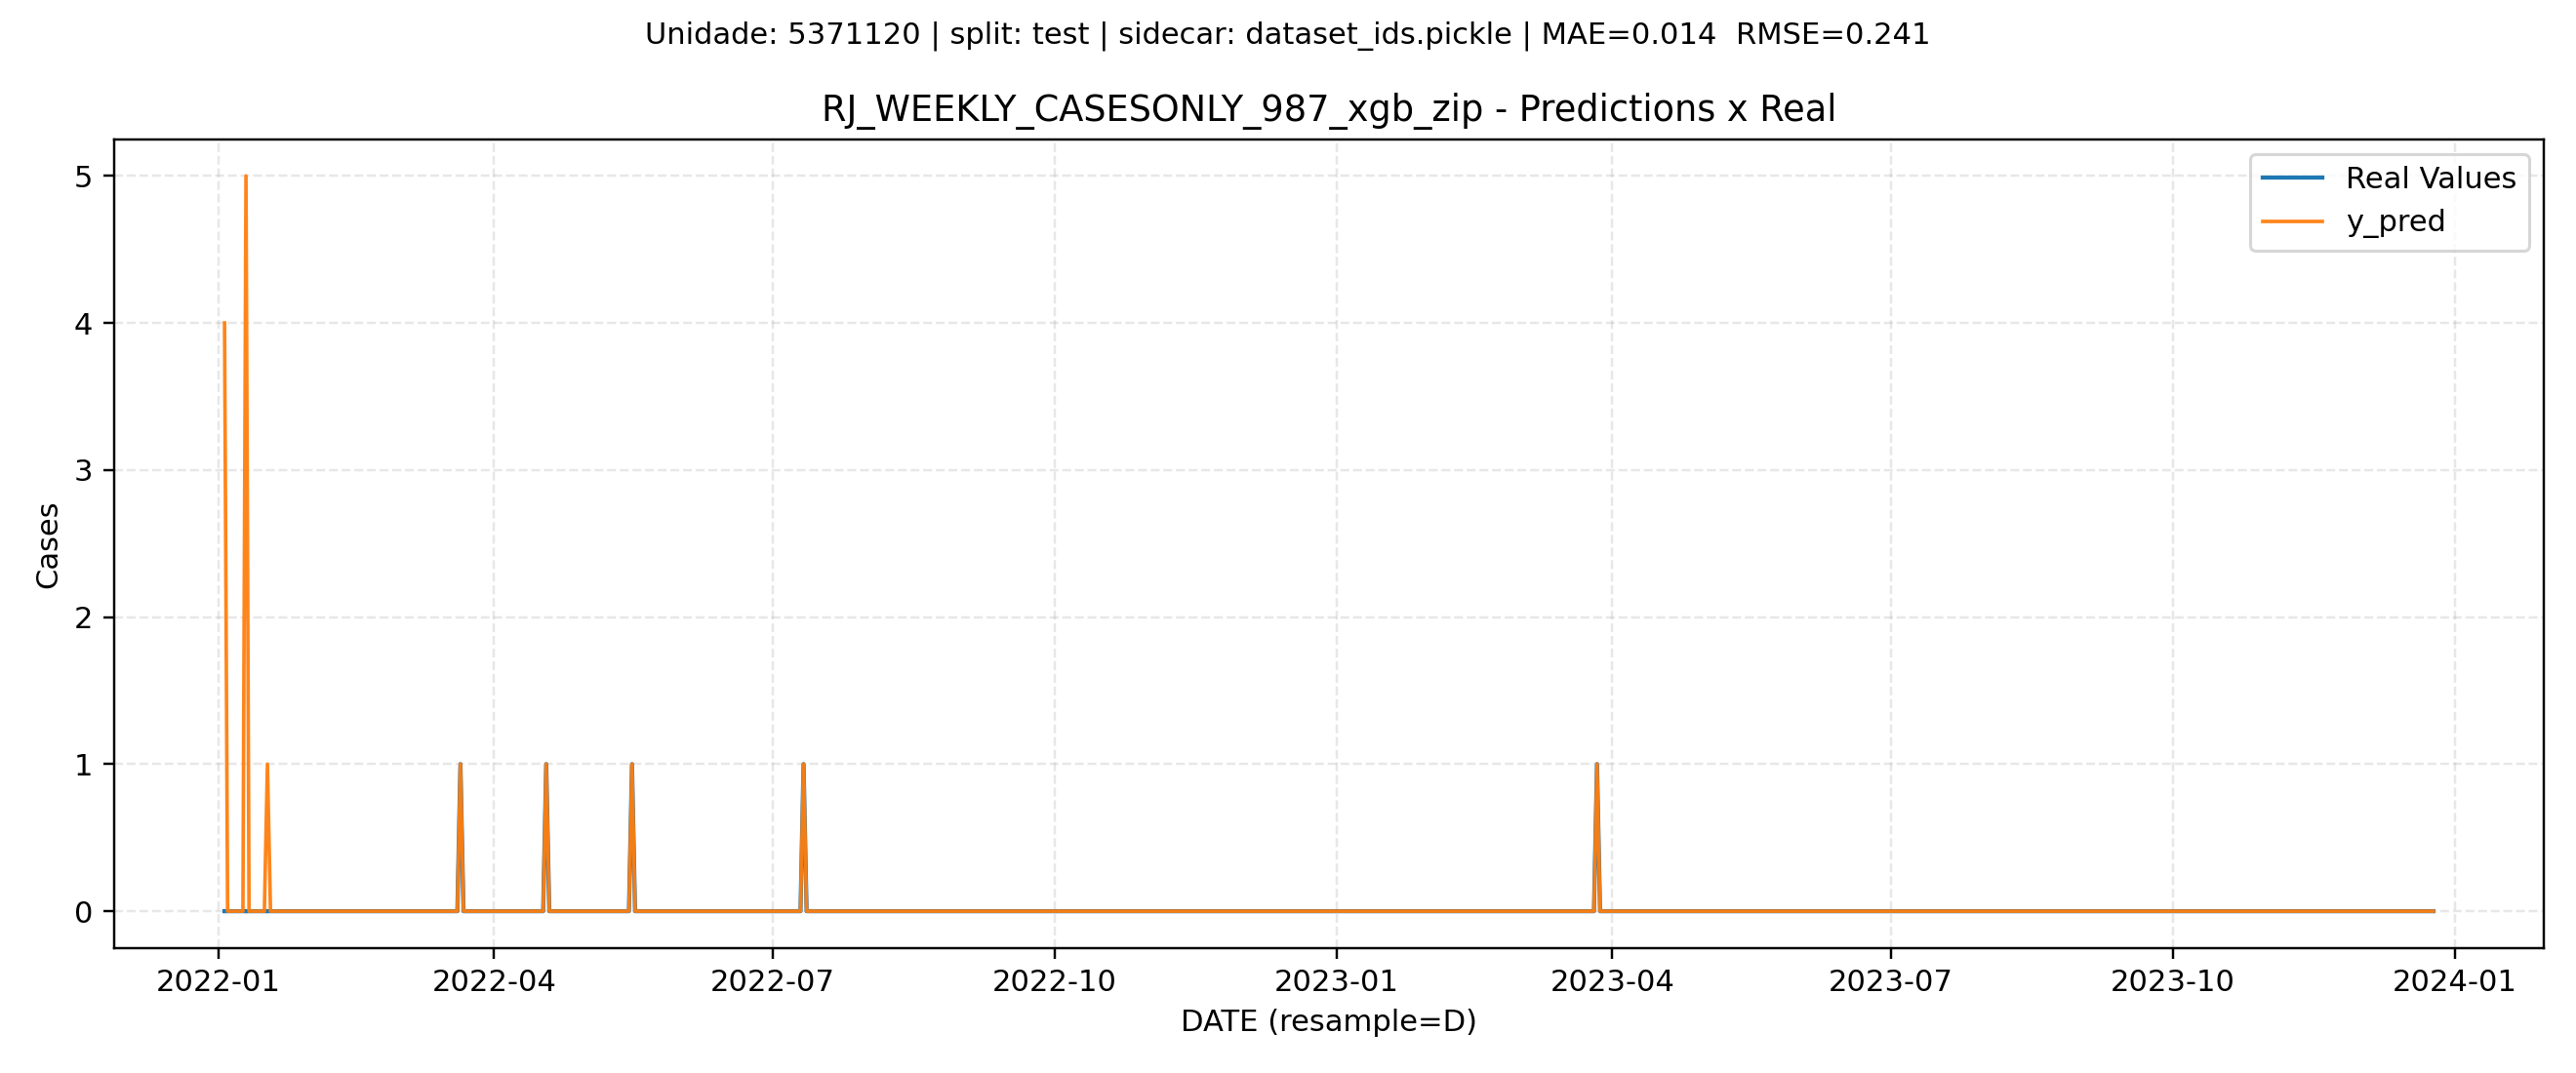 Unidade: 5371120 | split: test | sidecar: dataset_ids.pickle | MAE=0.014  RMSE=0.241
RJ_WEEKLY_CASESONLY_987_xgb_zip - Predictions x Real
Real Values
y_pred
5
4
3
2
1
0
Cases
2022-01 2022-04 2022-07 2022-10 2023-01 2023-04 2023-07 2023-10 2024-01
DATE (resample=D)